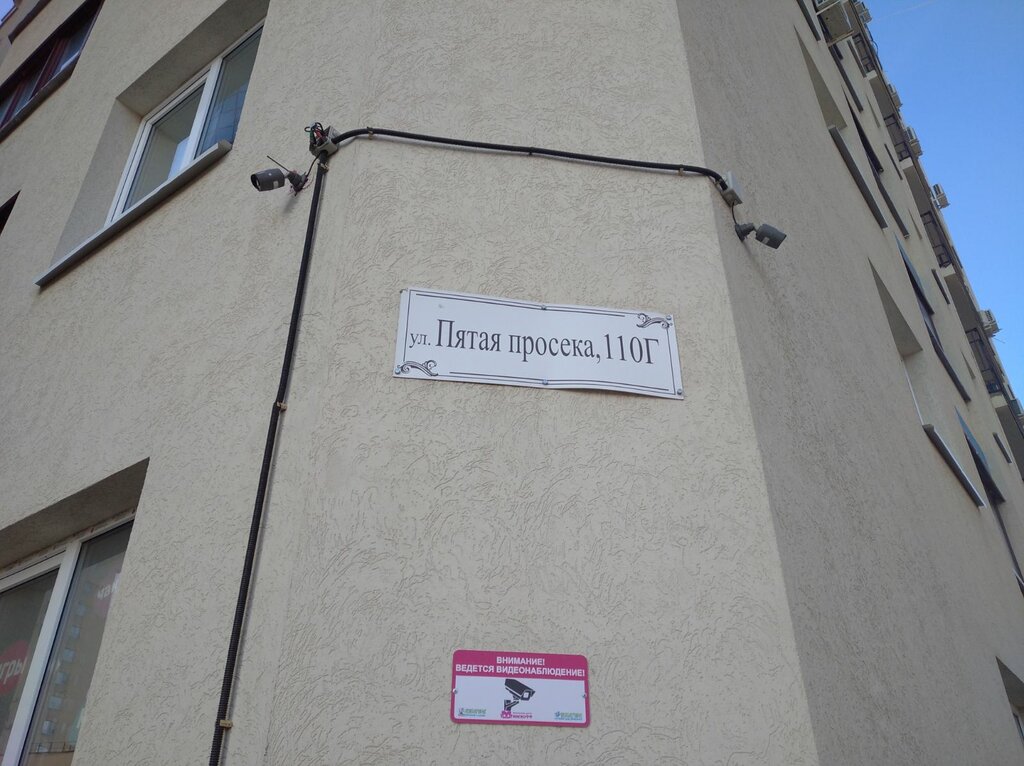 ул. Пятая просека, 110Г
ВНИМАНИЕ!
ВЕДЕТСЯ ВИДЕОНАБЛЮДЕНИЕ!